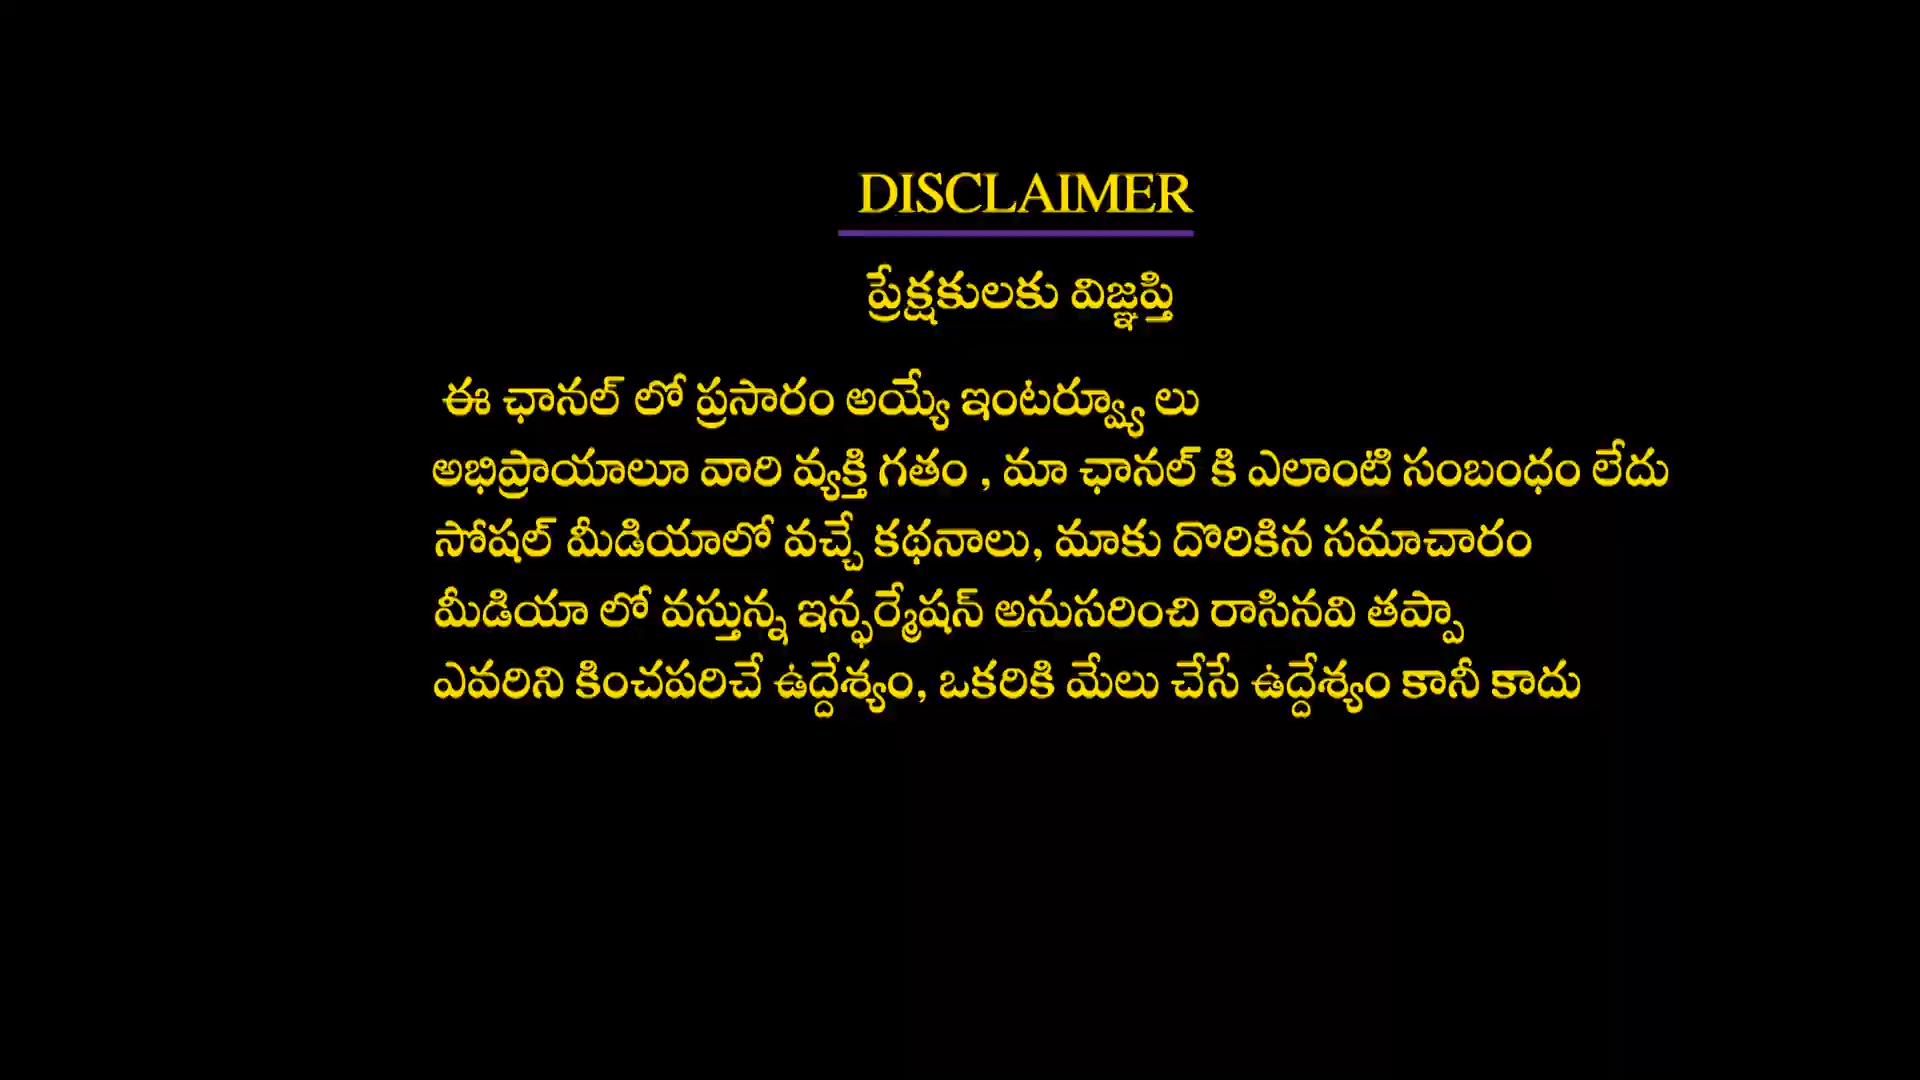 DISCLAIMER
ప్రేక్షకులకు విజ్ఞప్తి
ఈ ఛానల్ లో ప్రసారం అయ్యే ఇంటర్వ్యూ లు
అభిప్రాయాలూ వారి వ్యక్తి గతం , మా ఛానల్ కి ఎలాంటి సంబంధం లేదు
సోషల్ మీడియాలో వచ్చే కథనాలు, మాకు దొరికిన సమాచారం
మీడియా లో వస్తున్న ఇన్ఫర్మేషన్ అనుసరించి రాసినవి తప్పా
ఎవరిని కించపరిచే ఉద్దేశ్యం, ఒకరికి మేలు చేసే ఉద్దేశ్యం కానీ కాదు